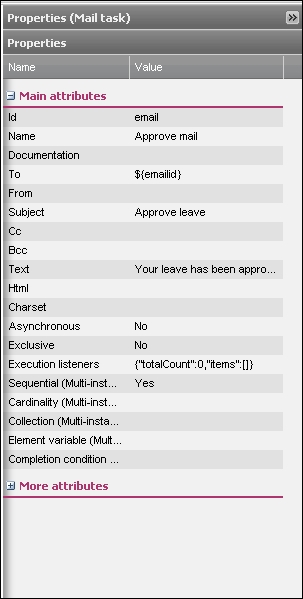 Properties (Mail task)
Properties
Name Value
Main attributes
Id email
Name Approve mail
Documentation
To ${emailid}
From
Subject Approve leave
Cc
Bcc
Text Your leave has been appro...
Html
Charset
Asynchronous No
Exclusive No
Execution listeners {"totalCount":0,"items":[]}
Sequential (Multi-inst... Yes
Cardinality (Multi-inst...
Collection (Multi-insta...
Element variable (Mult...
Completion condition ...
More attributes